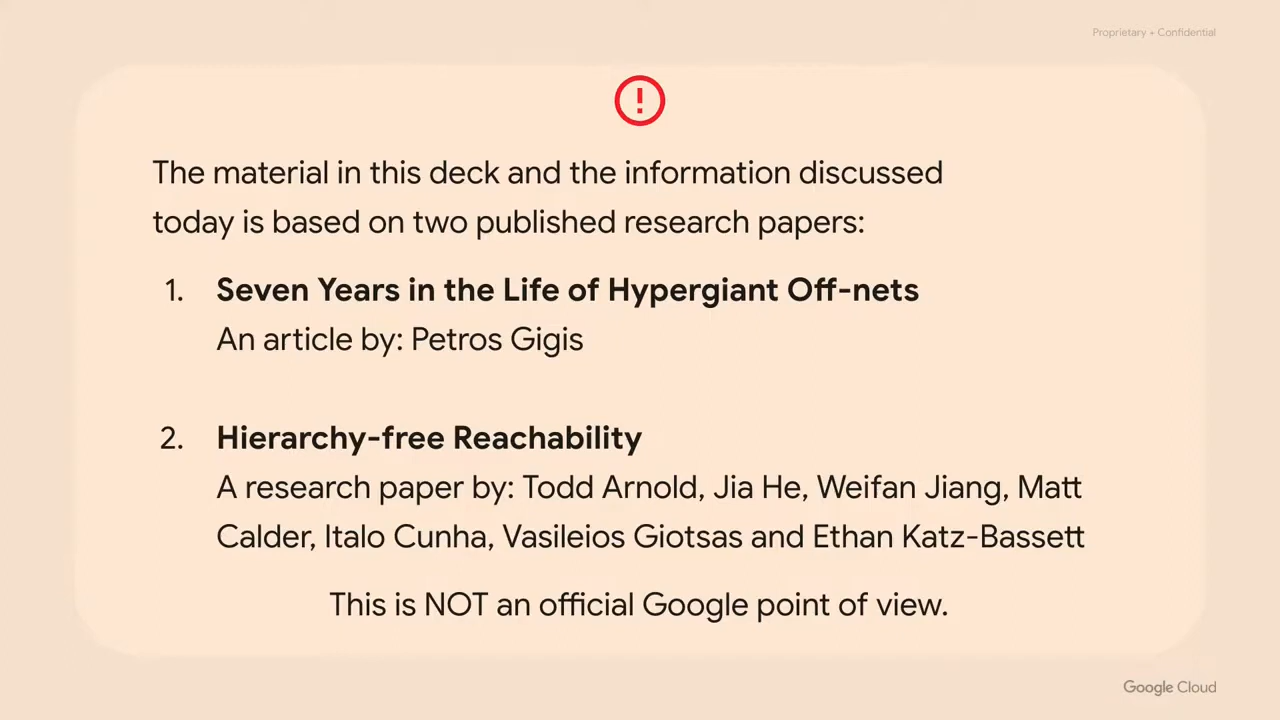 Proprietary + Confidential
The material in this deck and the information discussed
today is based on two published research papers:
1. Seven Years in the Life of Hypergiant Off-nets
An article by: Petros Gigis
2. Hierarchy-free Reachability
A research paper by: Todd Arnold, Jia He, Weifan Jiang, Matt
Calder, Italo Cunha, Vasileios Giotsas and Ethan Katz-Bassett
This is NOT an official Google point of view.
Google Cloud